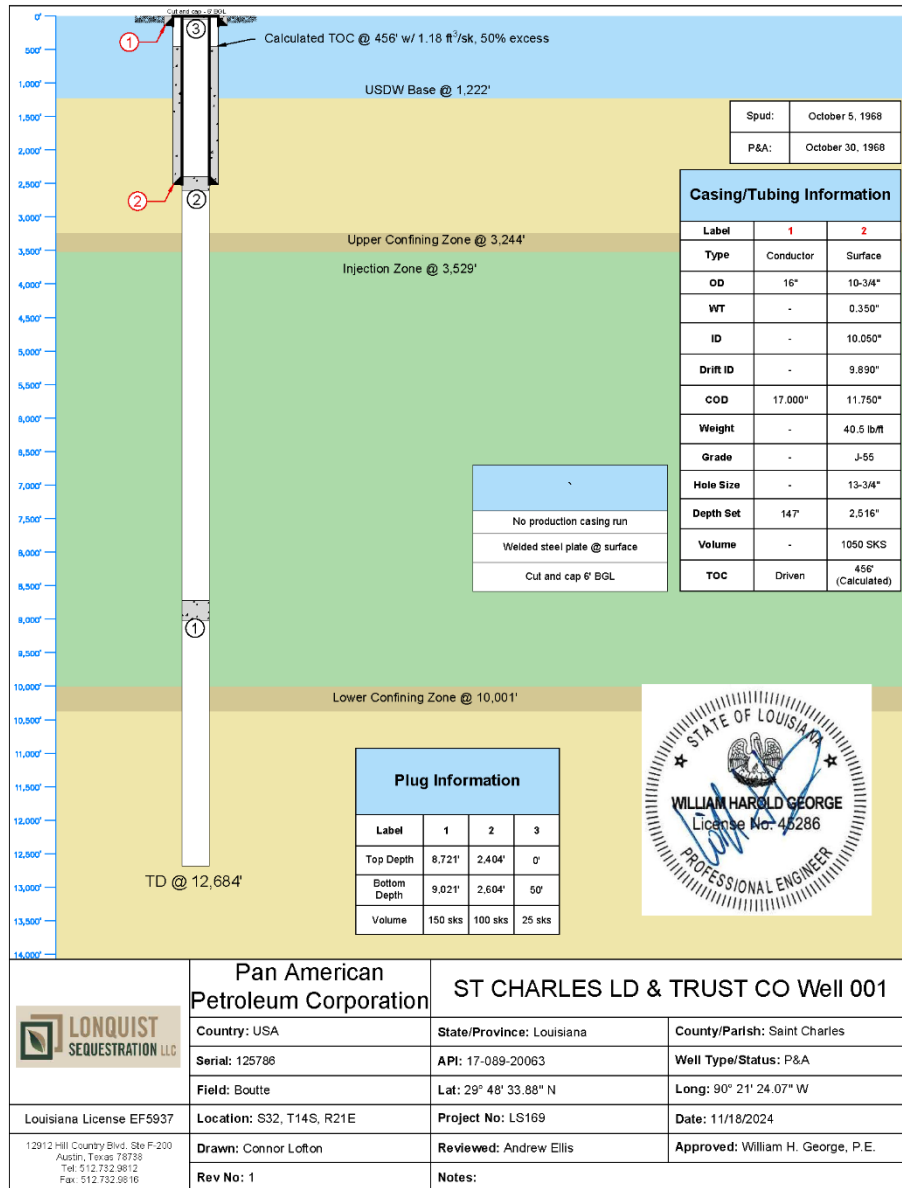 Cut and cap - 6' BGL
0'
500'
1,000'
1,500'
2,000'
2,500'
3,000'
3,500'
4,000'
4,500'
5,000'
5,500'
6,000'
6,500'
7,000'
7,500'
8,000'
8,500'
9,000'
9,500'
10,000'
10,500'
11,000'
11,500'
12,000'
12,500'
13,000'
13,500'
14,000'
1
3
Calculated TOC @ 456' w/ 1.18 ft³/sk, 50% excess
USDW Base @ 1,222'
2
2
Upper Confining Zone @ 3,244'
Injection Zone @ 3,529'
1
Lower Confining Zone @ 10,001'
TD @ 12,684'
Spud: October 5, 1968
P&A: October 30, 1968
Casing/Tubing Information
Label 1 2
Type Conductor Surface
OD 16" 10-3/4"
WT - 0.350"
ID - 10.050"
Drift ID - 9.890"
COD 17.000" 11.750"
Weight - 40.5 lb/ft
Grade - J-55
Hole Size - 13-3/4"
Depth Set 147' 2,516"
Volume - 1050 SKS
TOC Driven 456'
(Calculated)
`
No production casing run
Welded steel plate @ surface
Cut and cap 6' BGL
Plug Information
Label 1 2 3
Top Depth 8,721' 2,404' 0'
Bottom
Depth 9,021' 2,604' 50'
Volume 150 sks 100 sks 25 sks
STATE OF LOUISIANA
WILLIAM HAROLD GEORGE
License No. 45286
PROFESSIONAL ENGINEER
LONQUIST
SEQUESTRATION LLC
Louisiana License EF5937
12912 Hill Country Blvd. Ste F-200
Austin, Texas 78738
Tel: 512.732.9812
Fax: 512.732.9816
Pan American
Petroleum Corporation
ST CHARLES LD & TRUST CO Well 001
Country: USA
State/Province: Louisiana
County/Parish: Saint Charles
Serial: 125786
API: 17-089-20063
Well Type/Status: P&A
Field: Boutte
Lat: 29° 48' 33.88" N
Long: 90° 21' 24.07" W
Location: S32, T14S, R21E
Project No: LS169
Date: 11/18/2024
Drawn: Connor Lofton
Reviewed: Andrew Ellis
Approved: William H. George, P.E.
Rev No: 1
Notes: